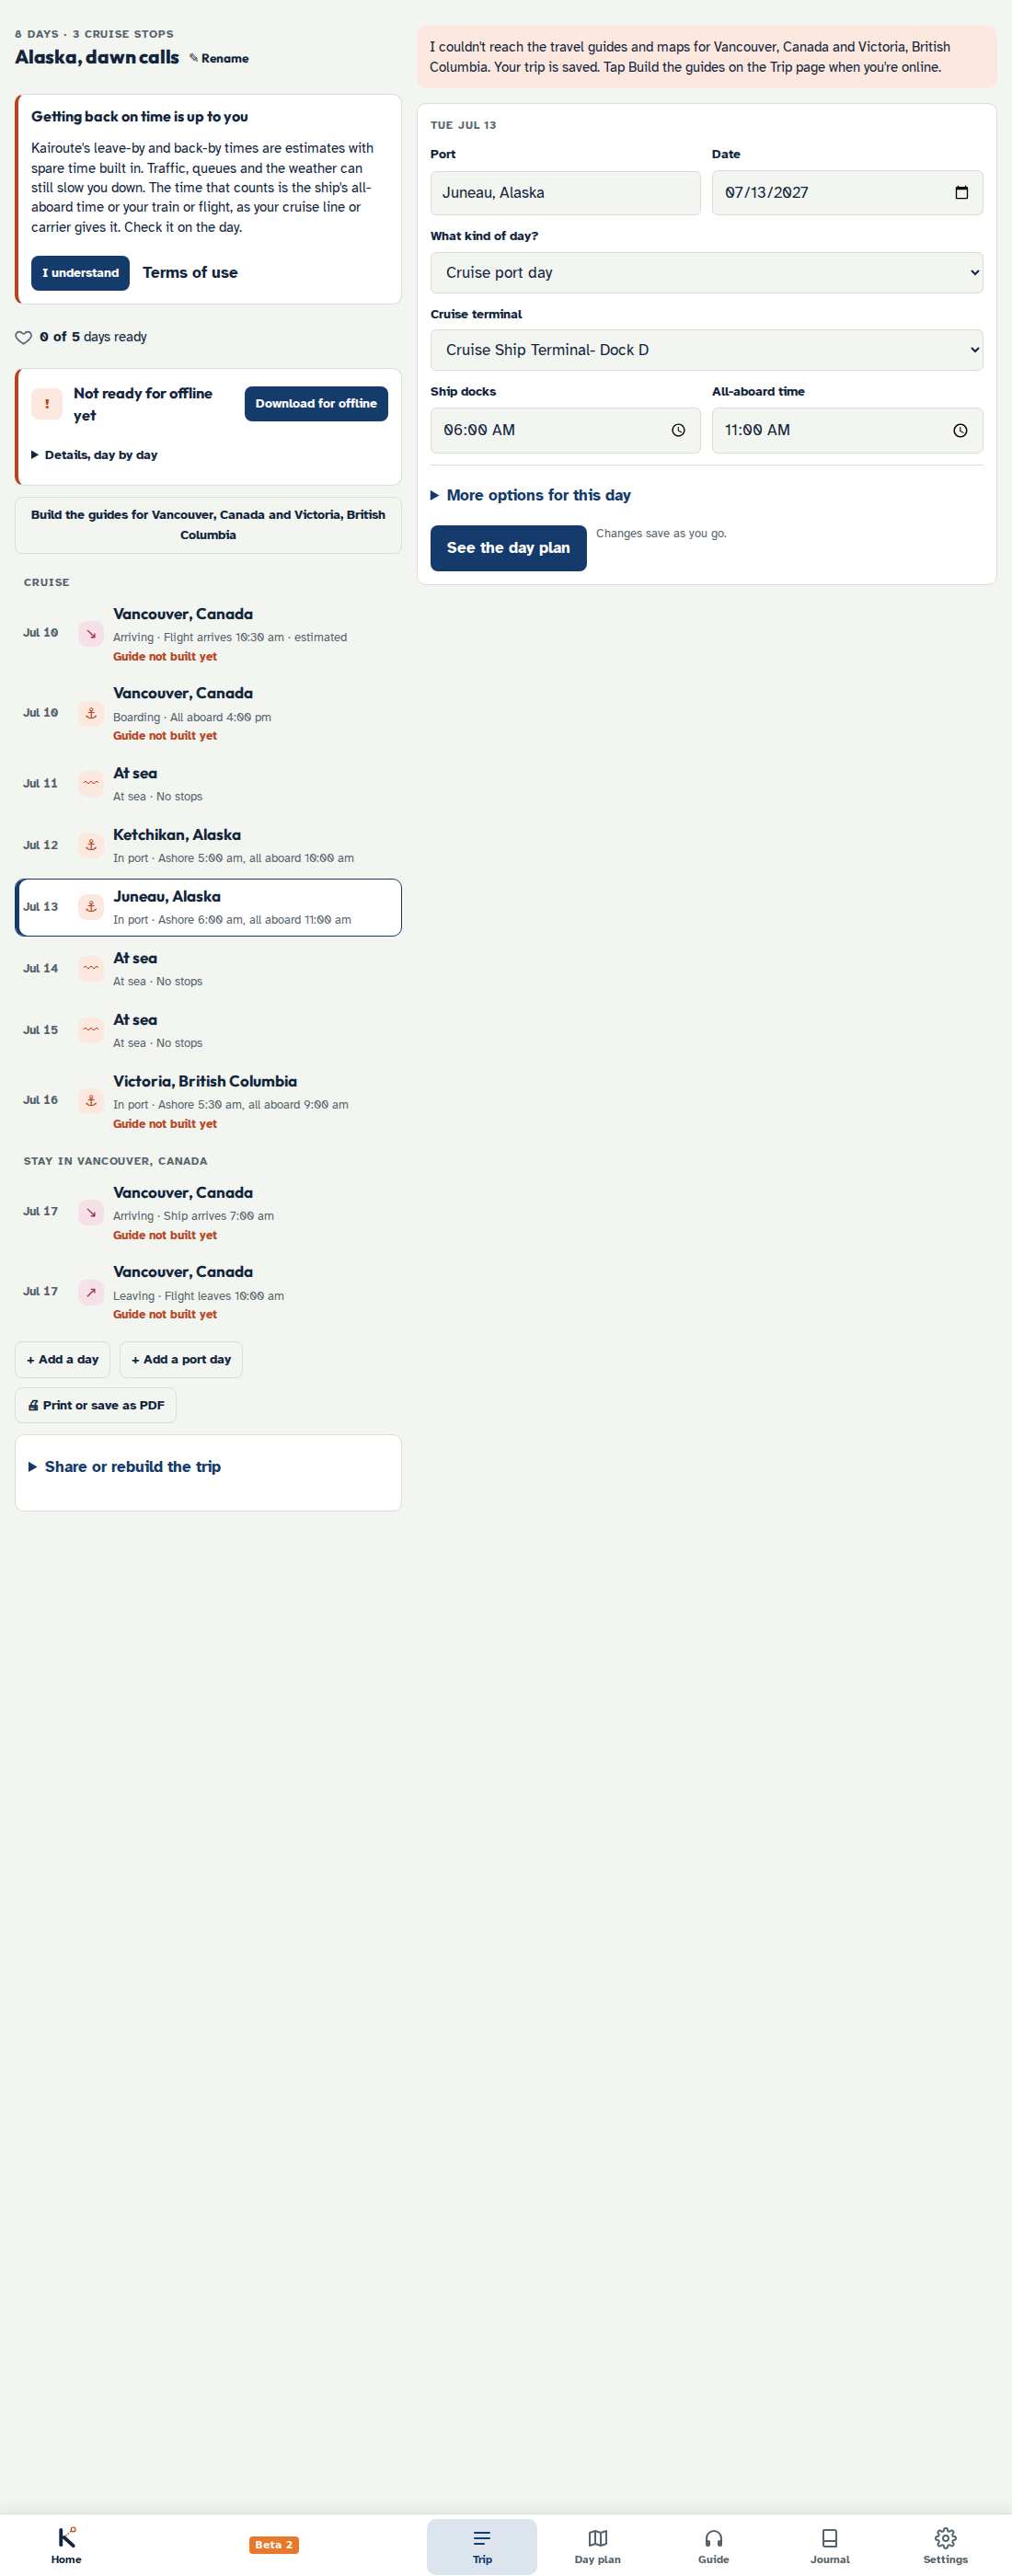 8 DAYS · 3 CRUISE STOPS
Alaska, dawn calls ✎ Rename
Getting back on time is up to you
Kairoute's leave-by and back-by times are estimates with
spare time built in. Traffic, queues and the weather can
still slow you down. The time that counts is the ship's all-
aboard time or your train or flight, as your cruise line or
carrier gives it. Check it on the day.
I understand
Terms of use
0 of 5 days ready
!
Not ready for offline
yet
Download for offline
▶ Details, day by day
Build the guides for Vancouver, Canada and Victoria, British
Columbia
CRUISE
Jul 10
Vancouver, Canada
Arriving · Flight arrives 10:30 am · estimated
Guide not built yet
Jul 10
Vancouver, Canada
Boarding · All aboard 4:00 pm
Guide not built yet
Jul 11
At sea
At sea · No stops
Jul 12
Ketchikan, Alaska
In port · Ashore 5:00 am, all aboard 10:00 am
Jul 13
Juneau, Alaska
In port · Ashore 6:00 am, all aboard 11:00 am
Jul 14
At sea
At sea · No stops
Jul 15
At sea
At sea · No stops
Jul 16
Victoria, British Columbia
In port · Ashore 5:30 am, all aboard 9:00 am
Guide not built yet
STAY IN VANCOUVER, CANADA
Jul 17
Vancouver, Canada
Arriving · Ship arrives 7:00 am
Guide not built yet
Jul 17
Vancouver, Canada
Leaving · Flight leaves 10:00 am
Guide not built yet
+ Add a day
+ Add a port day
Print or save as PDF
▶ Share or rebuild the trip
I couldn't reach the travel guides and maps for Vancouver, Canada and Victoria, British
Columbia. Your trip is saved. Tap Build the guides on the Trip page when you're online.
TUE JUL 13
Port
Date
Juneau, Alaska
07/13/2027
What kind of day?
Cruise port day
Cruise terminal
Cruise Ship Terminal- Dock D
Ship docks
All-aboard time
06:00 AM
11:00 AM
▶ More options for this day
See the day plan
Changes save as you go.
Home
Beta 2
Trip
Day plan
Guide
Journal
Settings